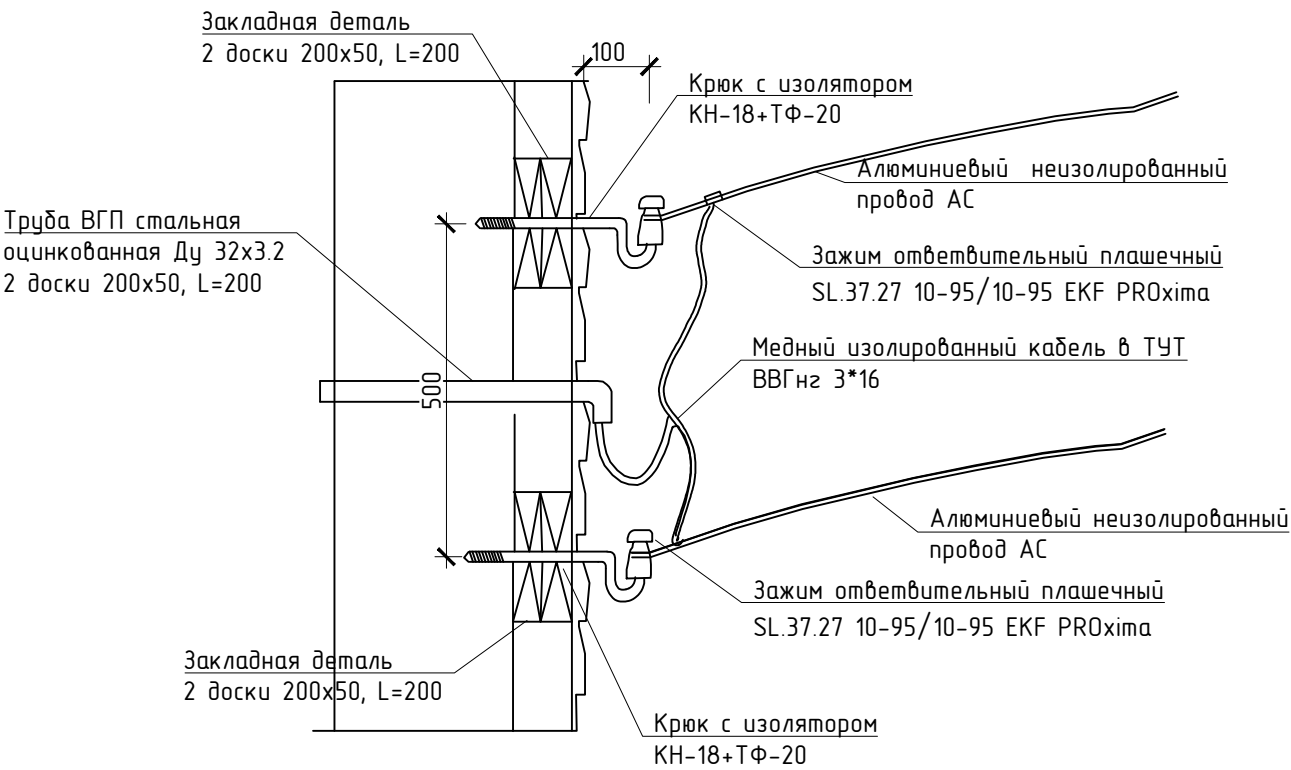 Закладная деталь
2 доски 200х50, L=200
100
Крюк с изолятором
КН-18+ТФ-20
Алюминиевый неизолированный
провод АС
Труба ВГП стальная
оцинкованная Ду 32х3.2
2 доски 200х50, L=200
Зажим ответвительный плашечный
SL.37.27 10-95/10-95 EKF PROxima
Медный изолированный кабель в ТУТ
ВВГнг 3*16
500
Алюминиевый неизолированный
провод АС
Зажим ответвительный плашечный
SL.37.27 10-95/10-95 EKF PROxima
Закладная деталь
2 доски 200х50, L=200
Крюк с изолятором
КН-18+ТФ-20